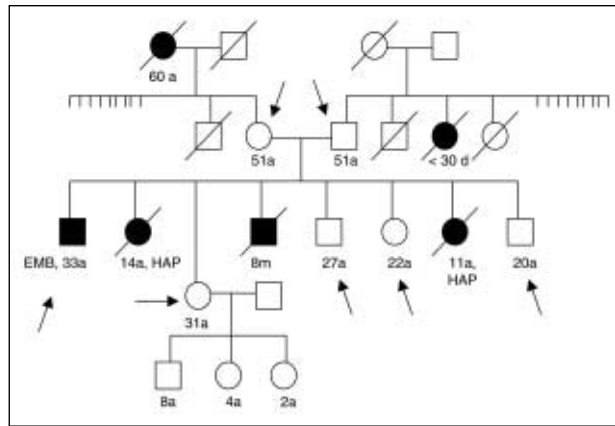 60 a
51a 51a < 30 d
EMB, 33a 14a, HAP 8m 27a 22a 11a, HAP 20a
31a
8a 4a 2a